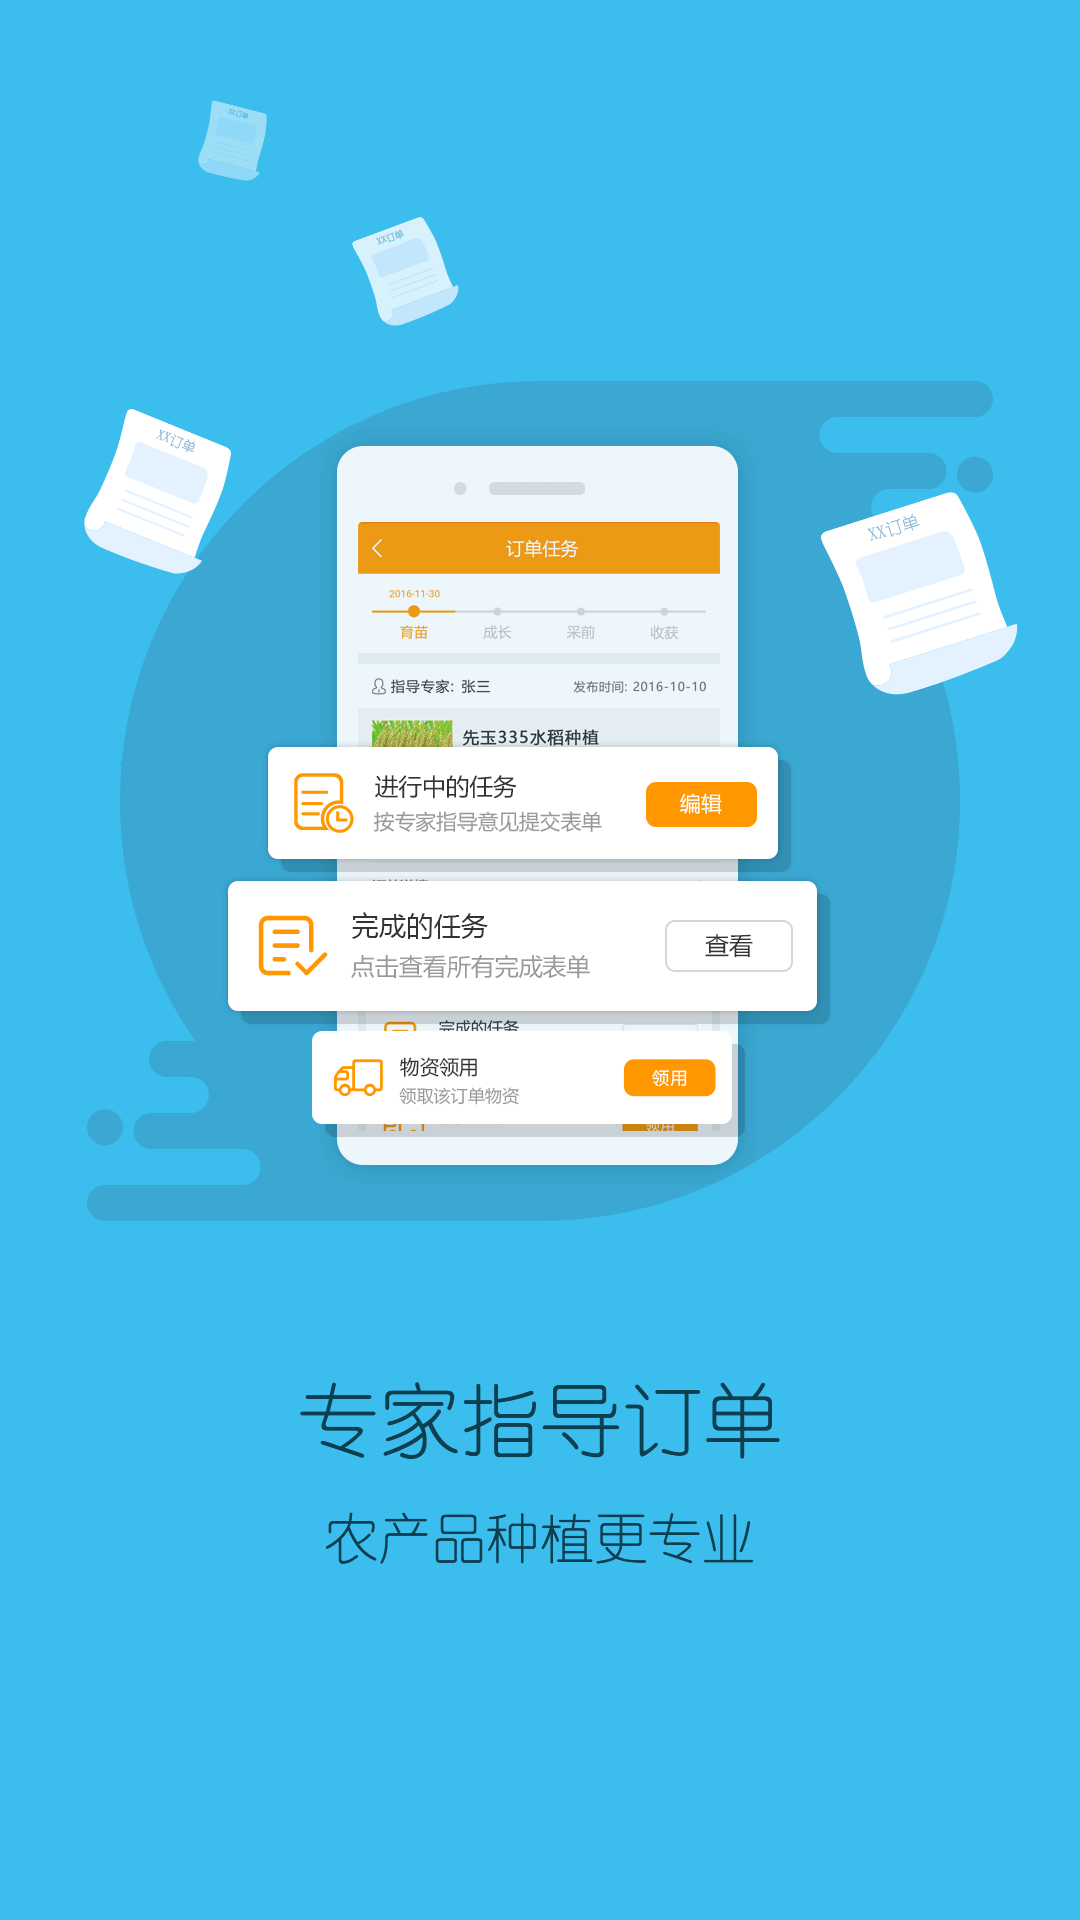 XX订单
XX订单
XX订单
XX订单
订单任务
2016-11-30
育苗 成长 采前 收获
指导专家: 张三 发布时间: 2016-10-10
先玉335水稻种植
进行中的任务
按专家指导意见提交表单
编辑
完成的任务
点击查看所有完成表单
查看
完成的任务
物资领用
领取该订单物资
领用
领用
专家指导订单
农产品种植更专业